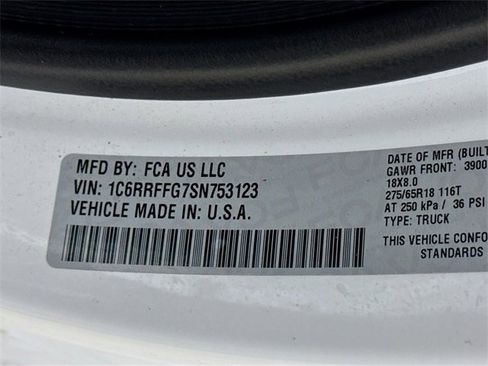 MFD BY: FCA US LLC
VIN: 1C6RRFFG7SN753123
VEHICLE MADE IN: U.S.A.
DATE OF MFR (BUILT
GAWR FRONT: 3900
18X8.0
275/65R18 116T
AT 250 kPa / 36 PSI
TYPE: TRUCK
THIS VEHICLE CONFO
STANDARDS